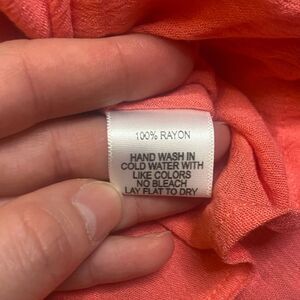 100% RAYON
HAND WASH IN
COLD WATER WITH
LIKE COLORS
NO BLEACH
LAY FLAT TO DRY